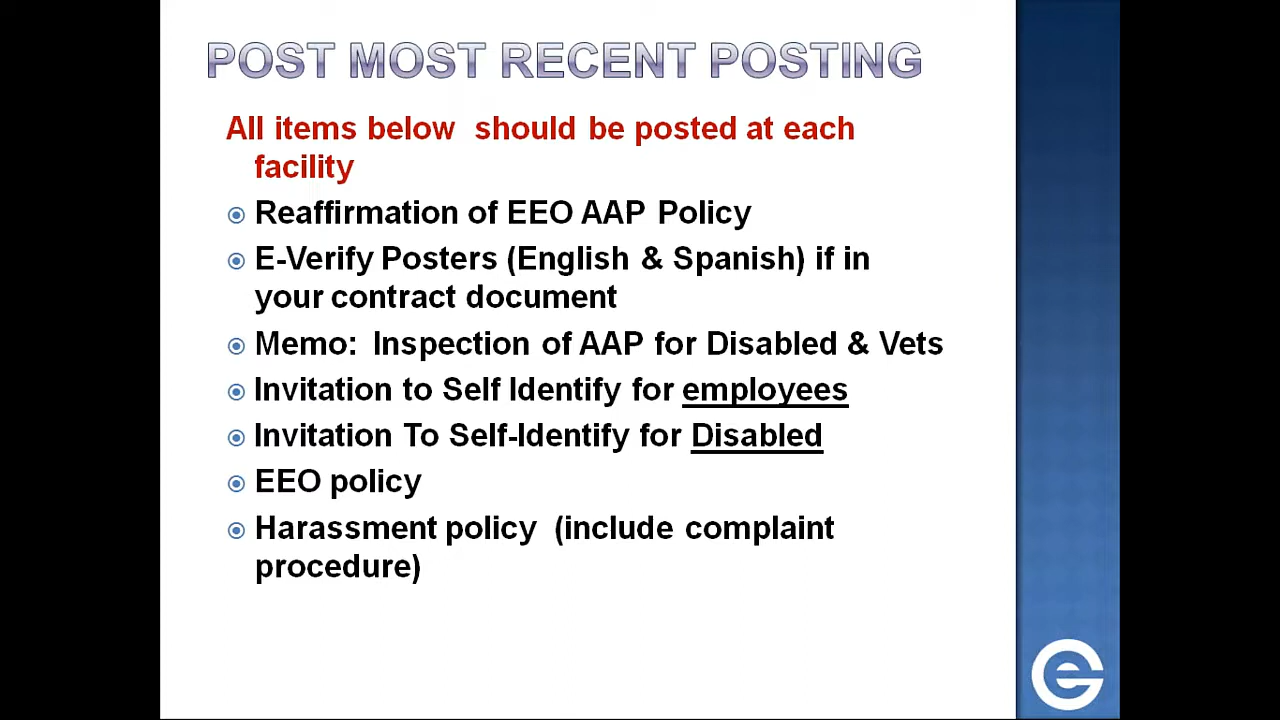 POST MOST RECENT POSTING
All items below should be posted at each
facility
Reaffirmation of EEO AAP Policy
E-Verify Posters (English & Spanish) if in
your contract document
Memo: Inspection of AAP for Disabled & Vets
Invitation to Self Identify for employees
Invitation To Self-Identify for Disabled
EEO policy
Harassment policy (include complaint
procedure)